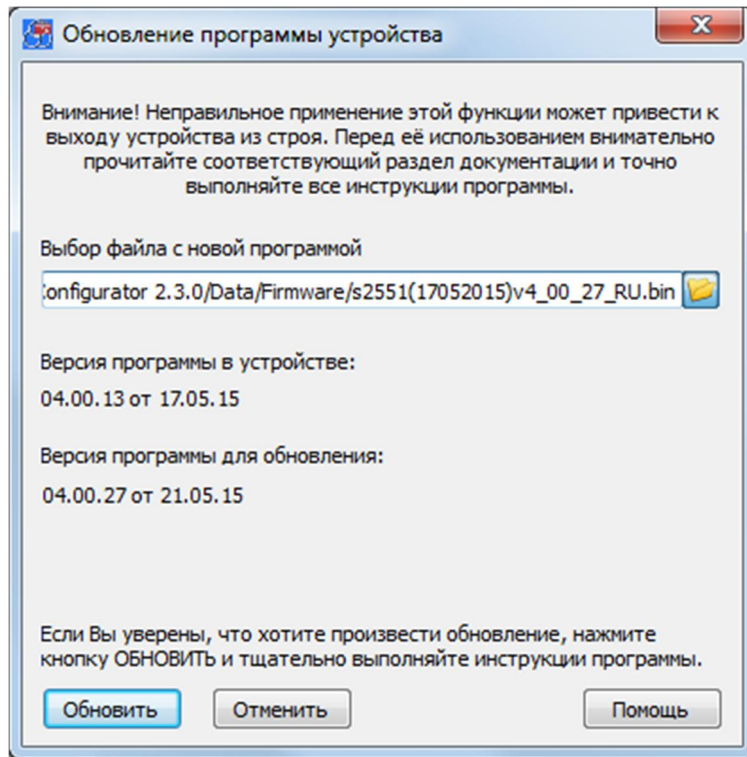 Обновление программы устройства
Внимание! Неправильное применение этой функции может привести к
выходу устройства из строя. Перед её использованием внимательно
прочитайте соответствующий раздел документации и точно
выполняйте все инструкции программы.
Выбор файла с новой программой
onfigurator 2.3.0/Data/Firmware/s2551(17052015)v4_00_27_RU.bin
Версия программы в устройстве:
04.00.13 от 17.05.15
Версия программы для обновления:
04.00.27 от 21.05.15
Если Вы уверены, что хотите произвести обновление, нажмите
кнопку ОБНОВИТЬ и тщательно выполняйте инструкции программы.
Обновить Отменить Помощь